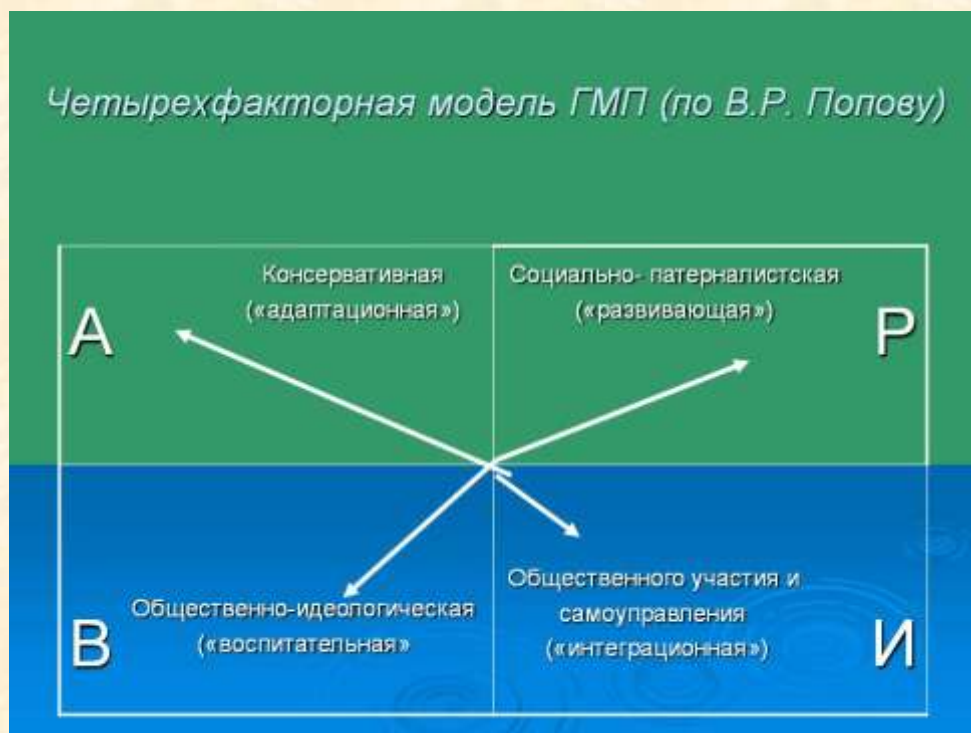 Четырехфакторная модель ГМП (по В.Р. Попову)
Консервативная
(«адаптационная»)
А
Социально- патерналистская
(«развивающая»)
Р
Общественно-идеологическая
(«воспитательная»
В
Общественного участия и
самоуправления
(«интеграционная»)
И